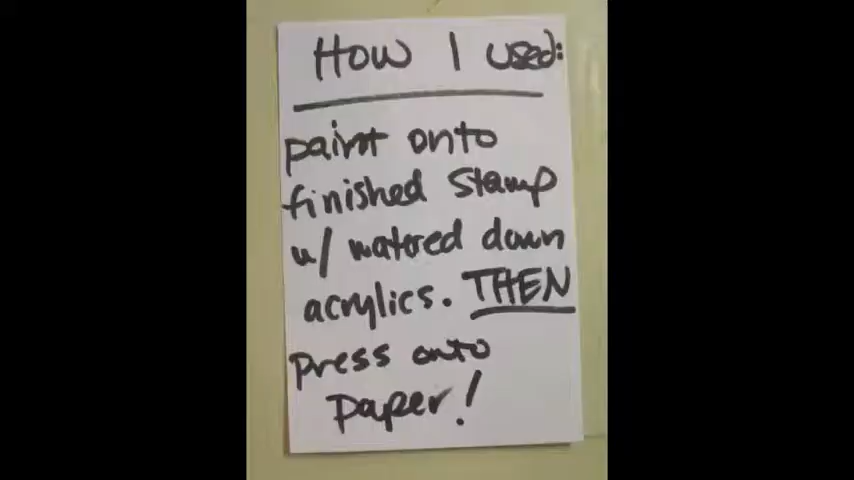 How I used:
paint onto
finished stamp
w/ watered down
acrylics. THEN
press onto
paper!